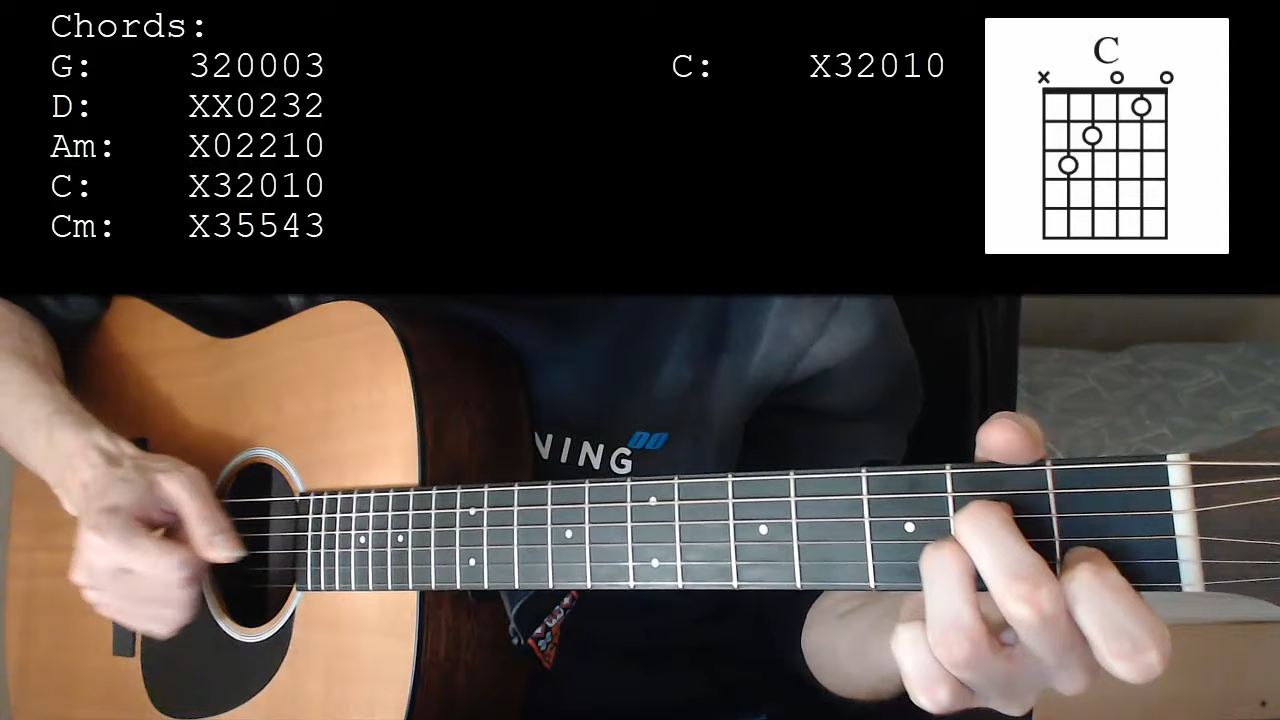 Chords:
G: 320003
D: XX0232
Am: X02210
C: X32010
Cm: X35543
C: X32010
C
x o o
NING